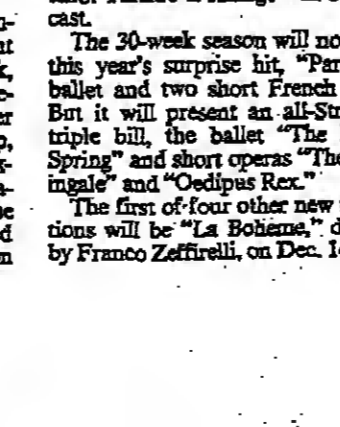 cast.
The 30-week season will no
this year's surprise hit, "Par
ballet and two short French
But it will present an all-Str
triple bill, the ballet "The
Spring" and short operas "The
ingale" and "Oedipus Rex."
The first of four other new
tions will be "La Boheme," d
by Franco Zeffirelli, on Dec. 1